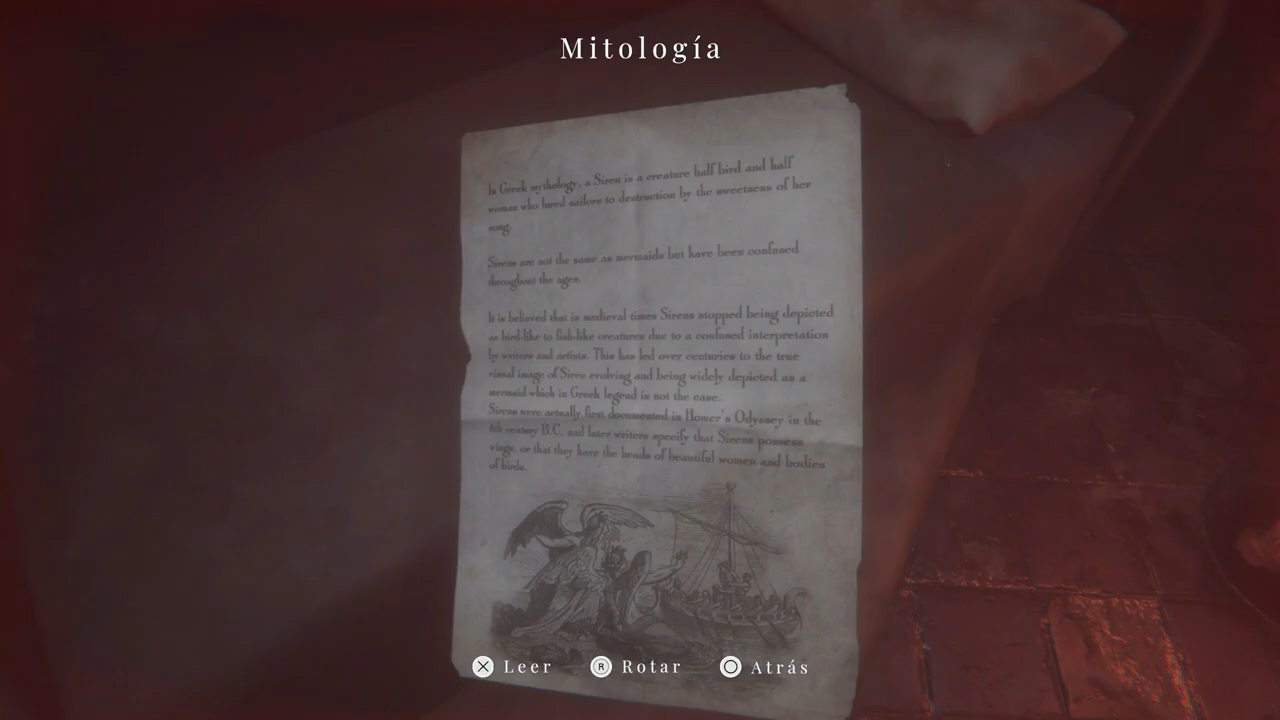 Mitología
In Greek mythology, a Siren is a creature half bird and half
woman who lured sailors to destruction by the sweetness of her
song.
Sirens are not the same as mermaids but have been confused
throughout the ages.
It is believed that in medieval times Sirens stopped being depicted
as bird-like to fish-like creatures due to a confused interpretation
by writers and artists. This has led over centuries to the true
visual image of Siren evolving and being widely depicted as a
mermaid which in Greek legend is not the case.
Sirens were actually first documented in Homer's Odyssey in the
8th century B.C. and later writers specify that Sirens possess
wings, or that they have the heads of beautiful women and bodies
of birds.
Leer R Rotar Atrás